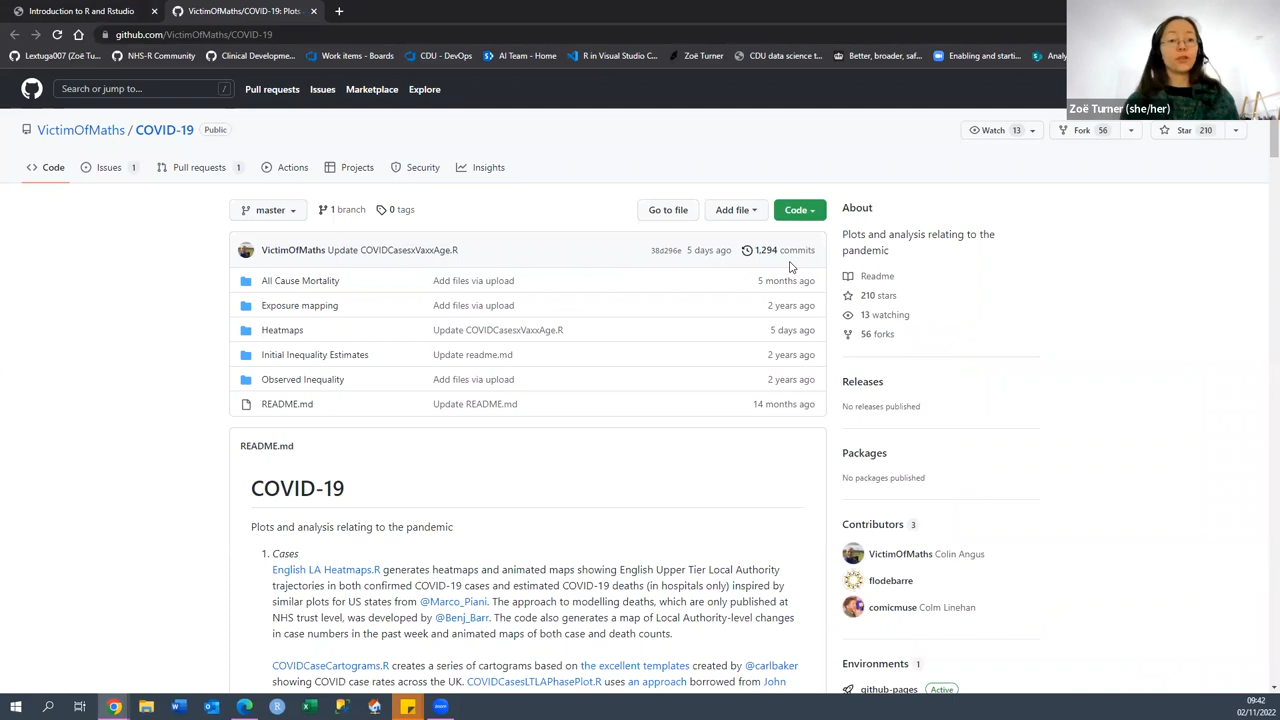 Introduction to R and Rstudio
VictimOfMaths/COVID-19: Plots
github.com/VictimOfMaths/COVID-19
Lextuga007 (Zoë Tu...
NHS-R Community
Clinical Developme...
Work items - Boards
CDU - DevOps
AI Team - Home
R in Visual Studio C...
Zoë Turner
CDU data science t...
Better, broader, saf...
Enabling and starti...
Zoë Turner (she/her)
Search or jump to...
/
Pull requests
Issues
Marketplace
Explore
VictimOfMaths / COVID-19
Public
Watch 13
Fork 56
Star 210
Code
Issues 1
Pull requests 1
Actions
Projects
Security
Insights
master
1 branch
0 tags
Go to file
Add file
Code
VictimOfMaths Update COVIDCasesxVaxxAge.R
38d296e 5 days ago
1,294 commits
All Cause Mortality Add files via upload 5 months ago
Exposure mapping Add files via upload 2 years ago
Heatmaps Update COVIDCasesxVaxxAge.R 5 days ago
Initial Inequality Estimates Update readme.md 2 years ago
Observed Inequality Add files via upload 2 years ago
README.md Update README.md 14 months ago
README.md
COVID-19
Plots and analysis relating to the pandemic
1. Cases
English LA Heatmaps.R generates heatmaps and animated maps showing English Upper Tier Local Authority
trajectories in both confirmed COVID-19 cases and estimated COVID-19 deaths (in hospitals only) inspired by
similar plots for US states from @Marco_Piani. The approach to modelling deaths, which are only published at
NHS trust level, was developed by @Benj_Barr. The code also generates a map of Local Authority-level changes
in case numbers in the past week and animated maps of both case and death counts.
COVIDCaseCartograms.R creates a series of cartograms based on the excellent templates created by @carlbaker
showing COVID case rates across the UK. COVIDCasesLTLAPhasePlot.R uses an approach borrowed from John
About
Plots and analysis relating to the
pandemic
Readme
210 stars
13 watching
56 forks
Releases
No releases published
Packages
No packages published
Contributors 3
VictimOfMaths Colin Angus
flodebarre
comicmuse Colm Linehan
Environments 1
github-pages Active
09:42
02/11/2022